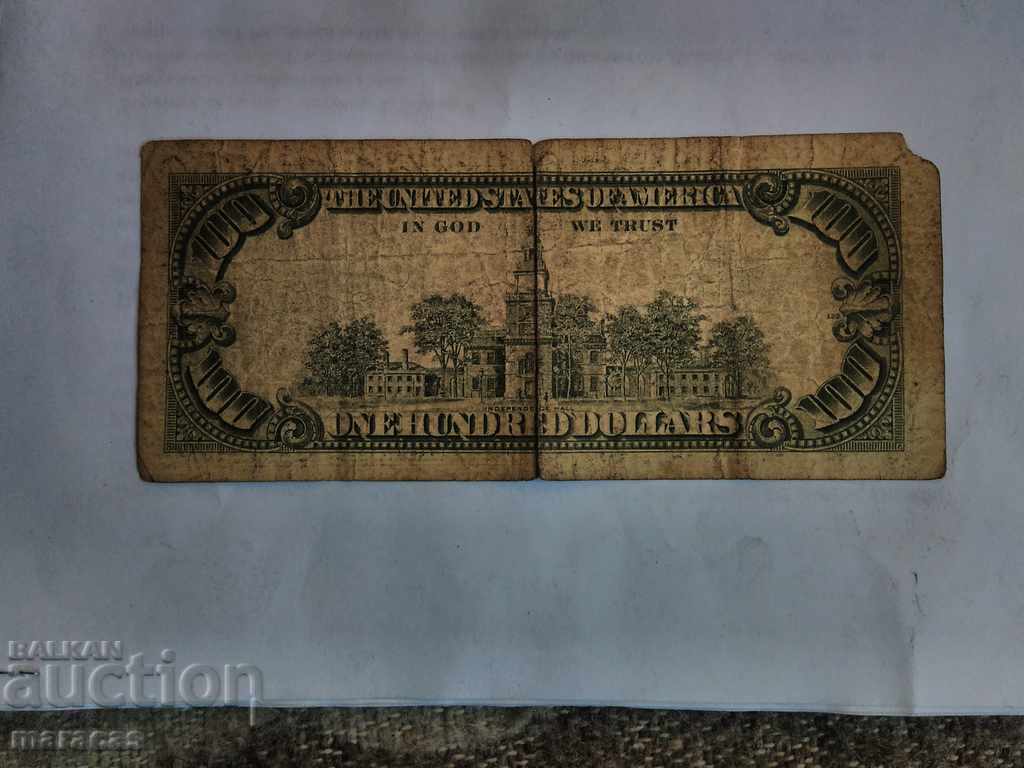 THE UNITED STATES OF AMERICA
IN GOD WE TRUST
100
100
100
100
INDEPENDENCE HALL
ONE HUNDRED DOLLARS
BALKAN
auction
maracas